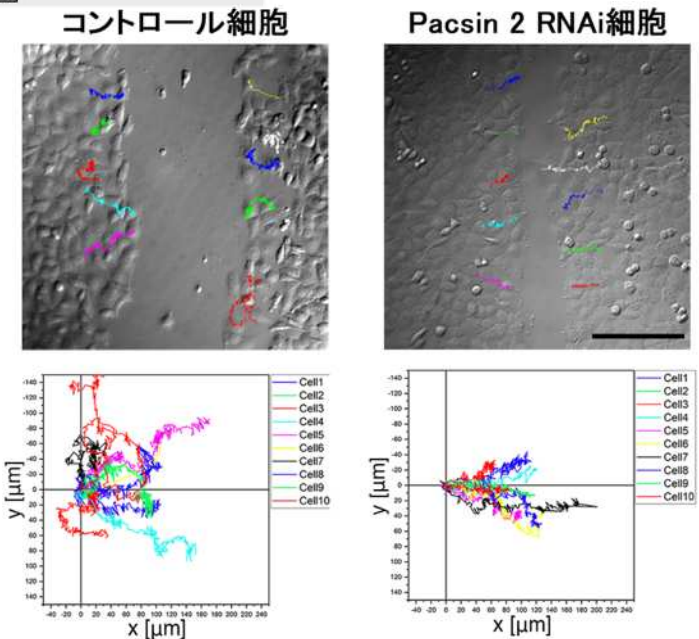 コントロール細胞
Pacsin 2 RNAi細胞
-140
-120
-100
-80
-60
-40
-20
0
20
40
60
80
100
120
140
y [μm]
-40 -20 0 20 40 60 80 100 120 140 160 180 200 220 240
x [μm]
Cell1
Cell2
Cell3
Cell4
Cell5
Cell6
Cell7
Cell8
Cell9
Cell10
-140
-120
-100
-80
-60
-40
-20
0
20
40
60
80
100
120
140
y [μm]
-40 -20 0 20 40 60 80 100 120 140 160 180 200 220 240
x [μm]
Cell1
Cell2
Cell3
Cell4
Cell5
Cell6
Cell7
Cell8
Cell9
Cell10